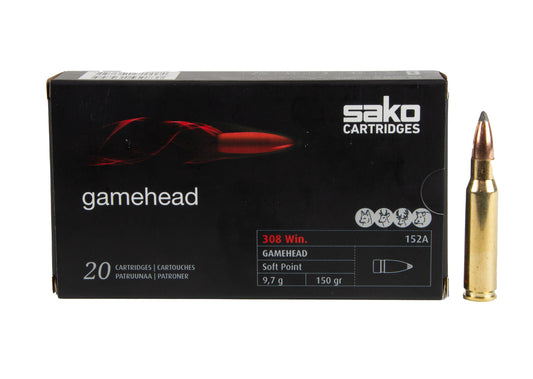 sako
CARTRIDGES
gamehead
308 Win. 152A
GAMEHEAD
Soft Point
9,7 g 150 gr
20 CARTRIDGES | CARTOUCHES
PATRUUNAA | PATRONER